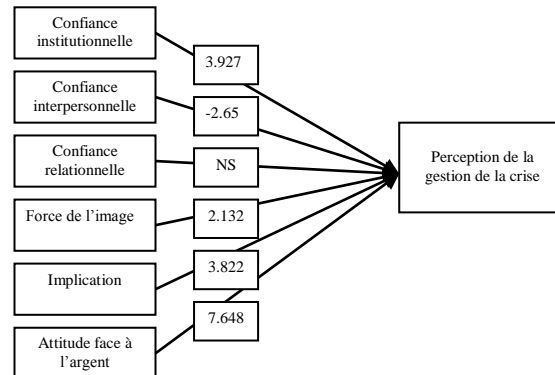 Confiance
institutionnelle
3.927
Confiance
interpersonnelle
-2.65
Confiance
relationnelle
NS
Perception de la
gestion de la crise
Force de l’image
2.132
Implication
3.822
Attitude face à
l’argent
7.648